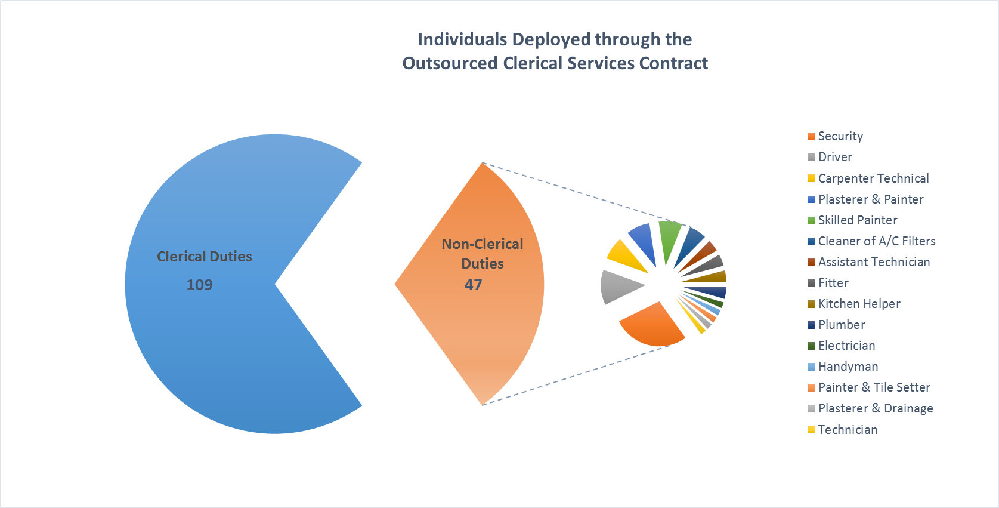 Individuals Deployed through the
Outsourced Clerical Services Contract
Clerical Duties
109
Non-Clerical
Duties
47
Security
Driver
Carpenter Technical
Plasterer & Painter
Skilled Painter
Cleaner of A/C Filters
Assistant Technician
Fitter
Kitchen Helper
Plumber
Electrician
Handyman
Painter & Tile Setter
Plasterer & Drainage
Technician